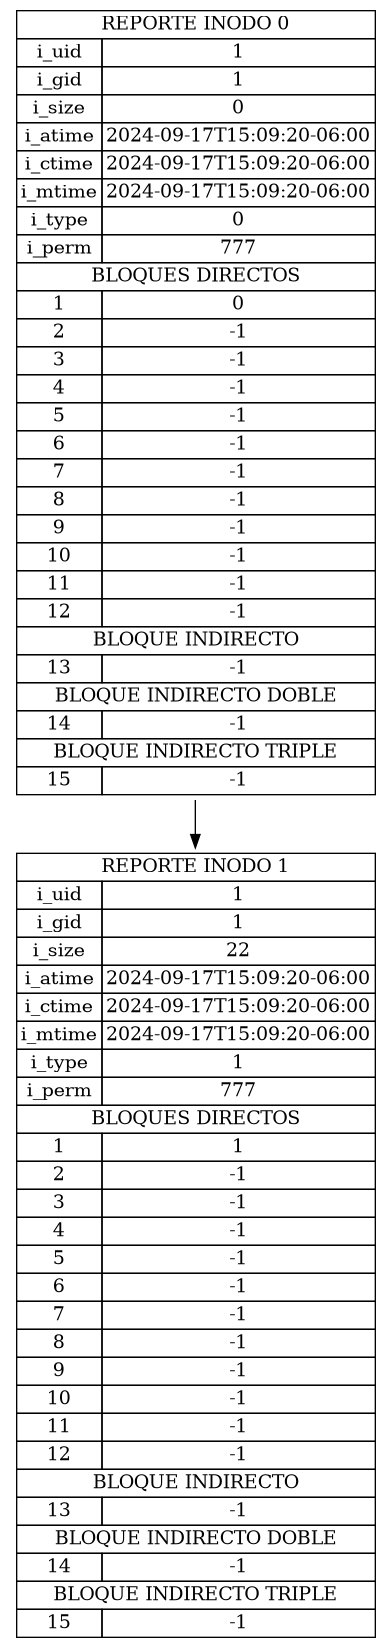 REPORTE INODO 0
i_uid 1
i_gid 1
i_size 0
i_atime 2024-09-17T15:09:20-06:00
i_ctime 2024-09-17T15:09:20-06:00
i_mtime 2024-09-17T15:09:20-06:00
i_type 0
i_perm 777
BLOQUES DIRECTOS
1 0
2 -1
3 -1
4 -1
5 -1
6 -1
7 -1
8 -1
9 -1
10 -1
11 -1
12 -1
BLOQUE INDIRECTO
13 -1
BLOQUE INDIRECTO DOBLE
14 -1
BLOQUE INDIRECTO TRIPLE
15 -1
REPORTE INODO 1
i_uid 1
i_gid 1
i_size 22
i_atime 2024-09-17T15:09:20-06:00
i_ctime 2024-09-17T15:09:20-06:00
i_mtime 2024-09-17T15:09:20-06:00
i_type 1
i_perm 777
BLOQUES DIRECTOS
1 1
2 -1
3 -1
4 -1
5 -1
6 -1
7 -1
8 -1
9 -1
10 -1
11 -1
12 -1
BLOQUE INDIRECTO
13 -1
BLOQUE INDIRECTO DOBLE
14 -1
BLOQUE INDIRECTO TRIPLE
15 -1